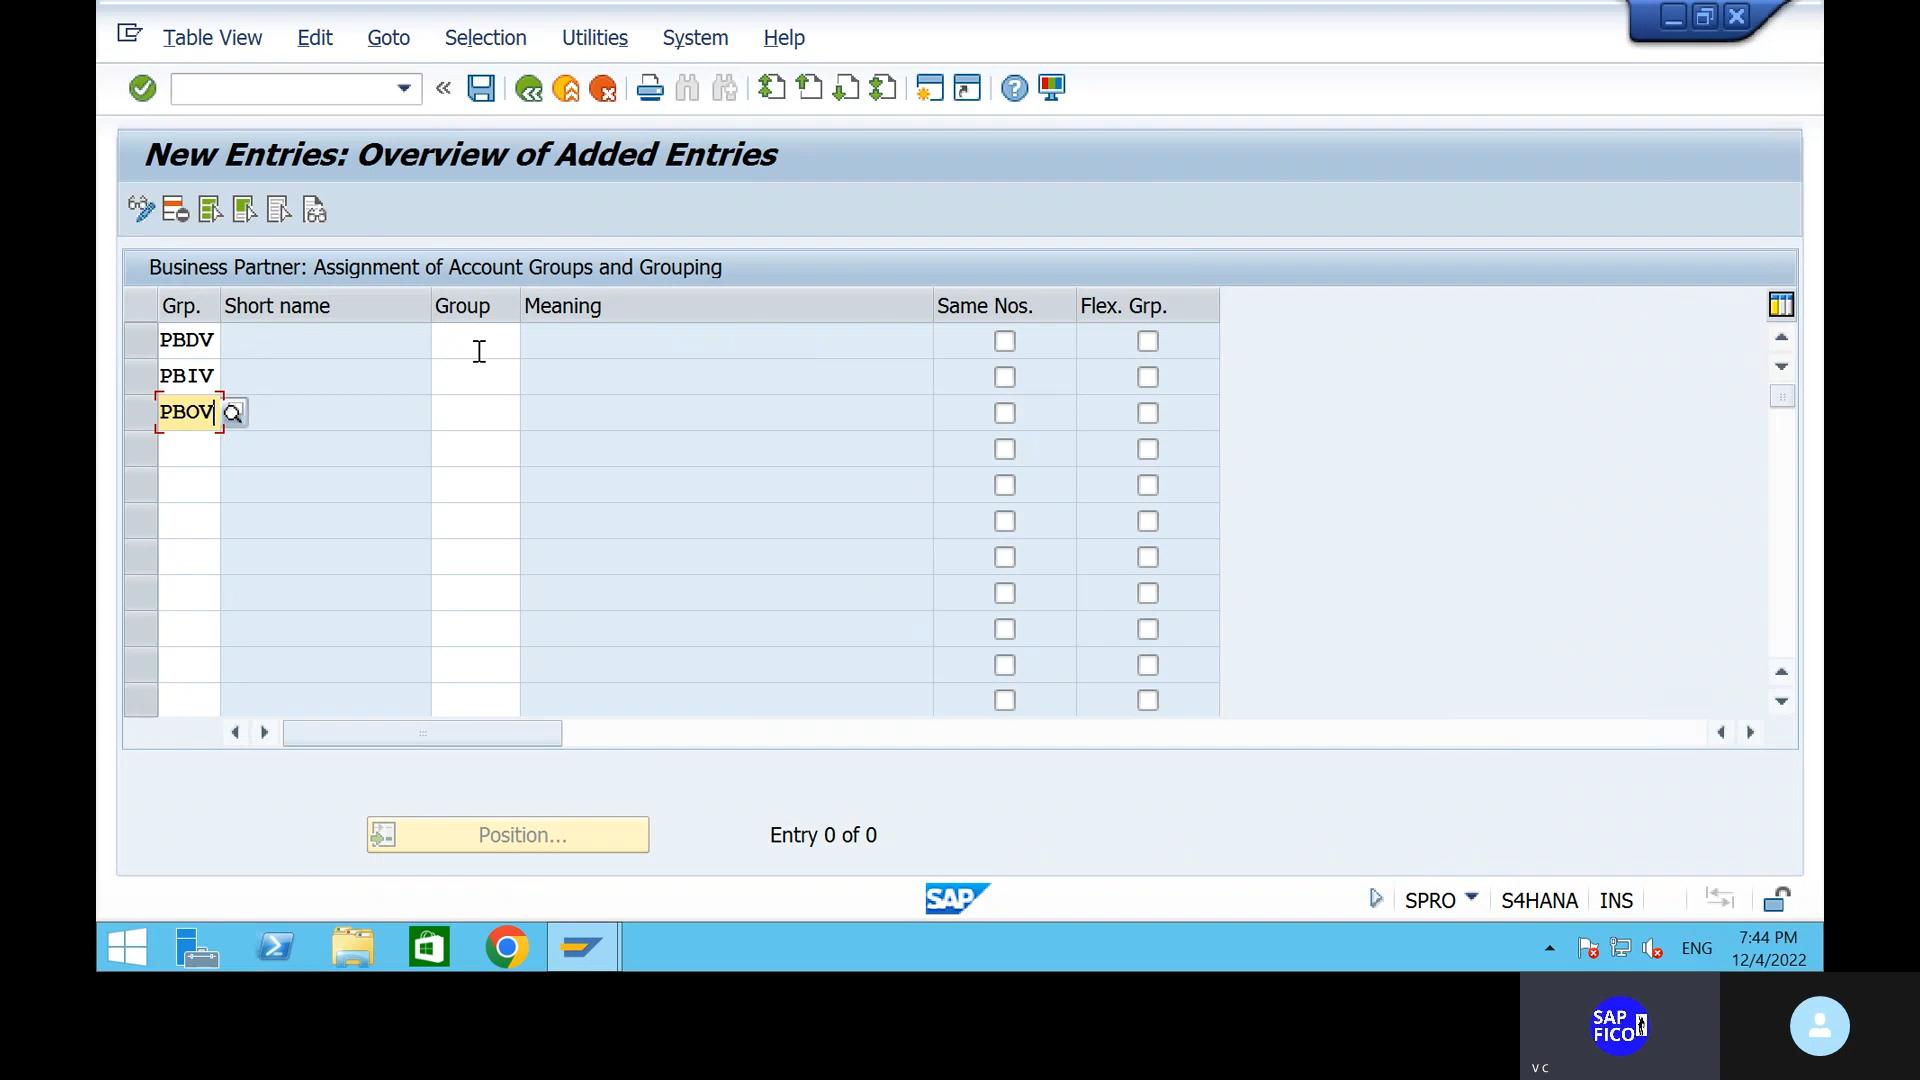 Table View Edit Goto Selection Utilities System Help
New Entries: Overview of Added Entries
Business Partner: Assignment of Account Groups and Grouping
Grp. Short name Group Meaning Same Nos. Flex. Grp.
PBDV
PBIV
PBOV
Position... Entry 0 of 0
SAP SPRO S4HANA INS
ENG 7:44 PM
12/4/2022
SAP
FICO
V C